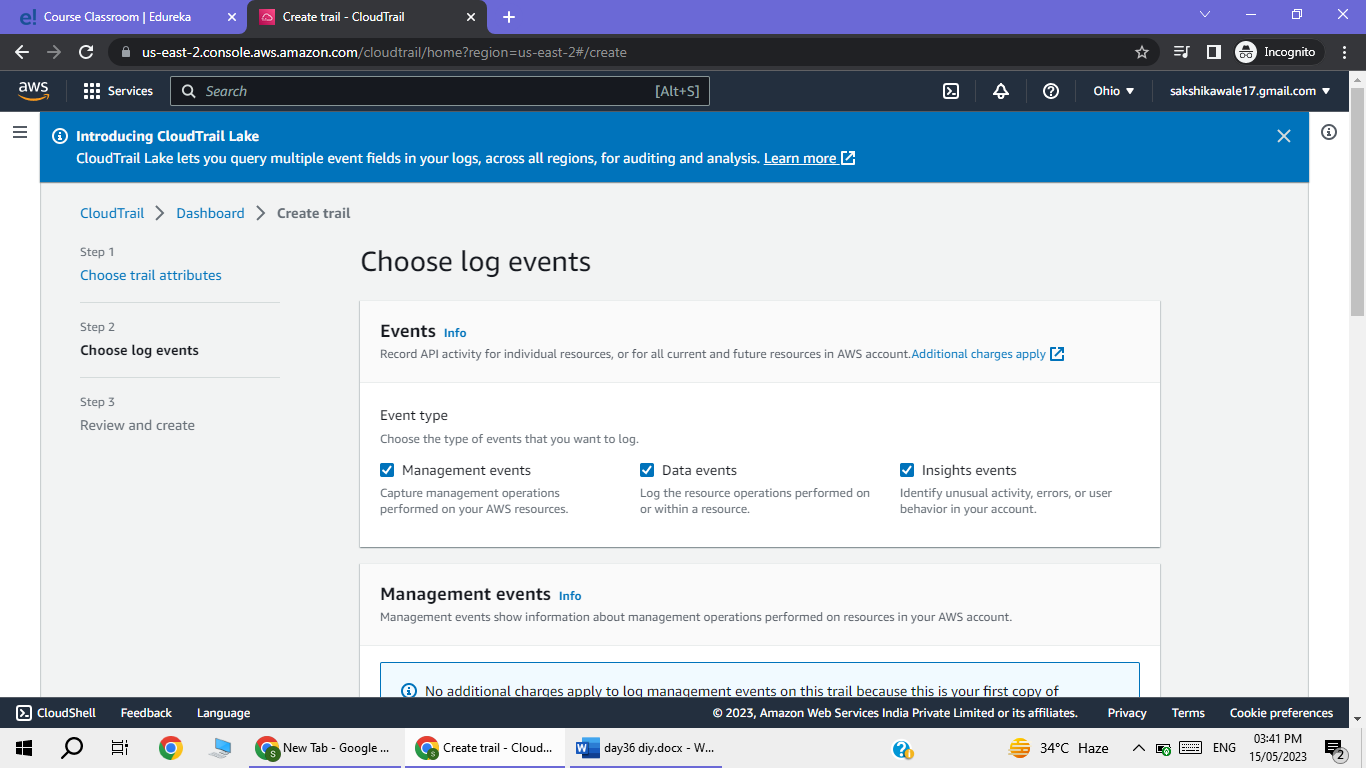 e! Course Classroom | Edureka
Create trail - CloudTrail
us-east-2.console.aws.amazon.com/cloudtrail/home?region=us-east-2#/create
Incognito
aws
Services
Search
[Alt+S]
Ohio
sakshikawale17.gmail.com
Introducing CloudTrail Lake
CloudTrail Lake lets you query multiple event fields in your logs, across all regions, for auditing and analysis. Learn more
CloudTrail
Dashboard
Create trail
Step 1
Choose trail attributes
Step 2
Choose log events
Step 3
Review and create
Choose log events
Events Info
Record API activity for individual resources, or for all current and future resources in AWS account.Additional charges apply
Event type
Choose the type of events that you want to log.
Management events
Capture management operations
performed on your AWS resources.
Data events
Log the resource operations performed on
or within a resource.
Insights events
Identify unusual activity, errors, or user
behavior in your account.
Management events Info
Management events show information about management operations performed on resources in your AWS account.
No additional charges apply to log management events on this trail because this is your first copy of
CloudShell
Feedback
Language
© 2023, Amazon Web Services India Private Limited or its affiliates.
Privacy
Terms
Cookie preferences
New Tab - Google ...
Create trail - Cloud...
day36 diy.docx - W...
34°C Haze
ENG
03:41 PM
15/05/2023
2